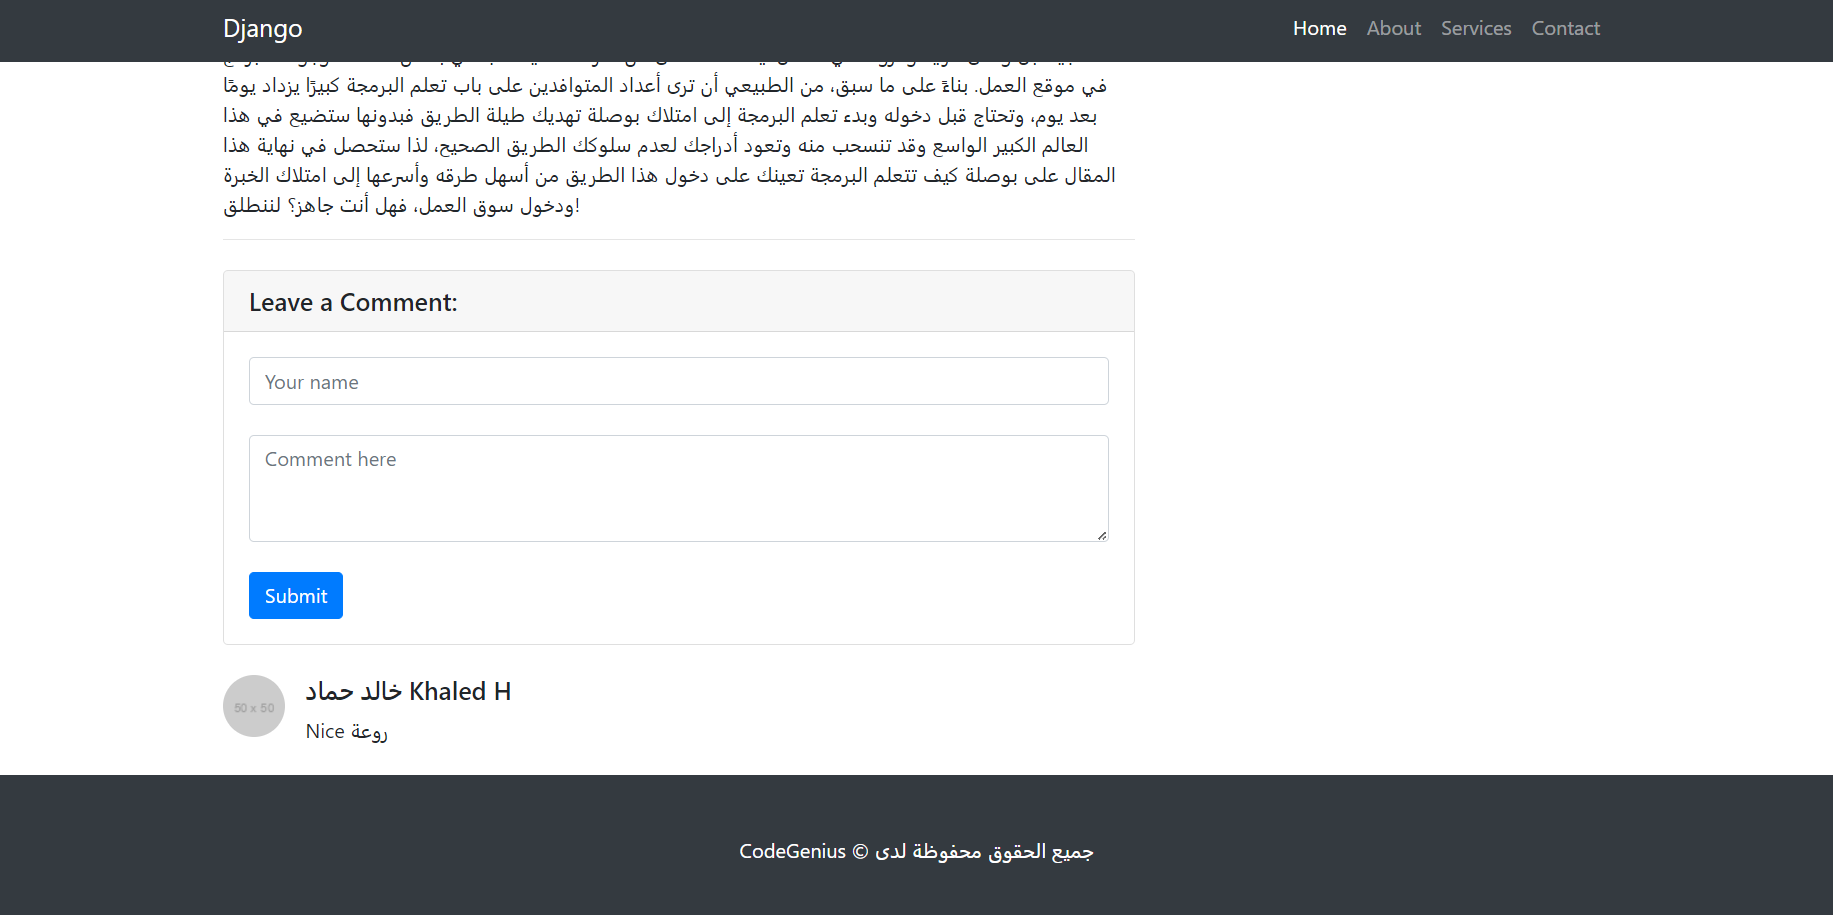 Django
Home About Services Contact
في موقع العمل. بناءً على ما سبق، من الطبيعي أن ترى أعداد المتوافدين على باب تعلم البرمجة كبيرًا يزداد يومًا
بعد يوم، وتحتاج قبل دخوله وبدء تعلم البرمجة إلى امتلاك بوصلة تهديك طيلة الطريق فبدونها ستضيع في هذا
العالم الكبير الواسع وقد تنسحب منه وتعود أدراجك لعدم سلوكك الطريق الصحيح، لذا ستحصل في نهاية هذا
المقال على بوصلة كيف تتعلم البرمجة تعينك على دخول هذا الطريق من أسهل طرقه وأسرعها إلى امتلاك الخبرة
ودخول سوق العمل، فهل أنت جاهز؟ لننطلق!
Leave a Comment:
Your name
Comment here
Submit
50 x 50
خالد حماد Khaled H
Nice روعة
CodeGenius © جميع الحقوق محفوظة لدى